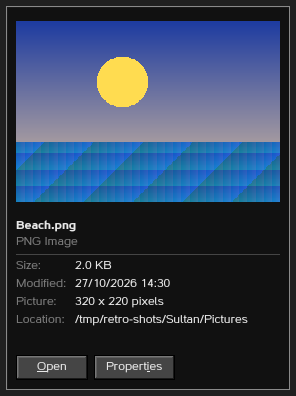 Beach.png
PNG Image
Size: 2.0 KB
Modified: 27/10/2026 14:30
Picture: 320 x 220 pixels
Location: /tmp/retro-shots/Sultan/Pictures
Open Properties